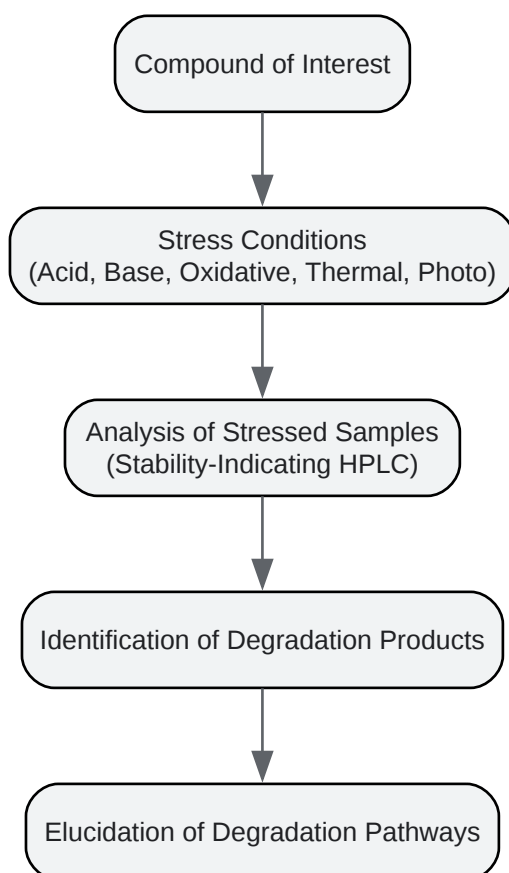 Compound of Interest
Stress Conditions
(Acid, Base, Oxidative, Thermal, Photo)
Analysis of Stressed Samples
(Stability-Indicating HPLC)
Identification of Degradation Products
Elucidation of Degradation Pathways